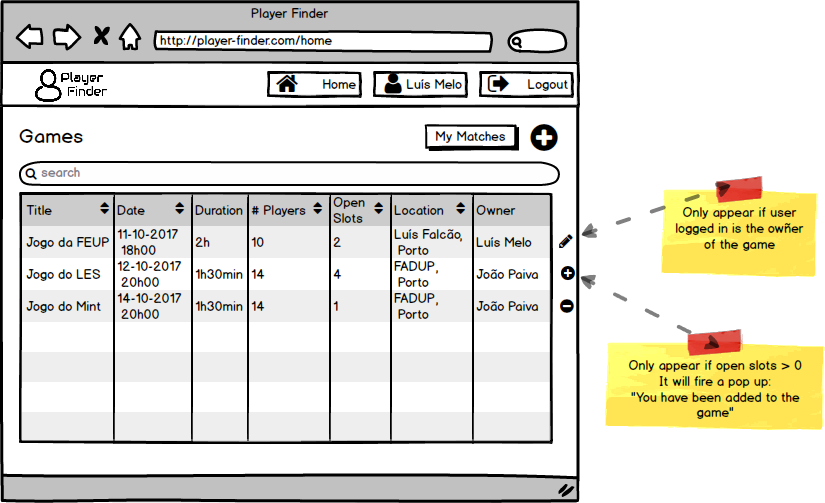 Player Finder
http://player-finder.com/home
Player
Finder
Home
Luís Melo
Logout
Games
My Matches
search
Title
Date
Duration
# Players
Open
Slots
Location
Owner
Jogo da FEUP
11-10-2017
18h00
2h
10
2
Luís Falcão,
Porto
Luís Melo
Jogo do LES
12-10-2017
20h00
1h30min
14
4
FADUP,
Porto
João Paiva
Jogo do Mint
14-10-2017
20h00
1h30min
14
1
FADUP,
Porto
João Paiva
Only appear if user
logged in is the owner
of the game
Only appear if open slots > 0
It will fire a pop up:
"You have been added to the
game"